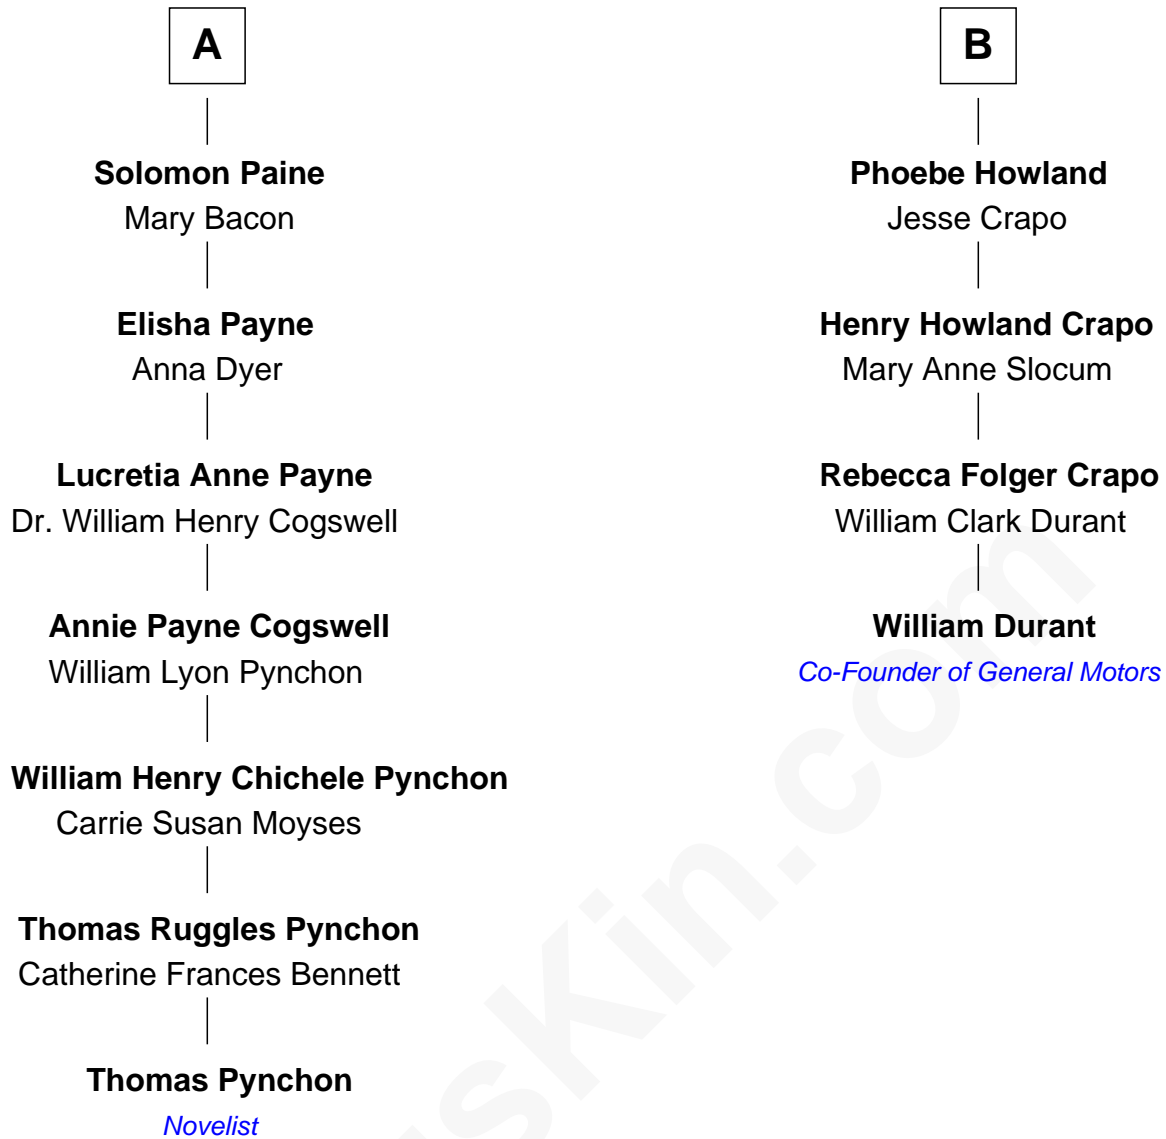 A
Solomon Paine
Mary Bacon
Elisha Payne
Anna Dyer
Lucretia Anne Payne
Dr. William Henry Cogswell
Annie Payne Cogswell
William Lyon Pynchon
William Henry Chichele Pynchon
Carrie Susan Moyses
Thomas Ruggles Pynchon
Catherine Frances Bennett
Thomas Pynchon
Novelist
B
Phoebe Howland
Jesse Crapo
Henry Howland Crapo
Mary Anne Slocum
Rebecca Folger Crapo
William Clark Durant
William Durant
Co-Founder of General Motors
sKin.com